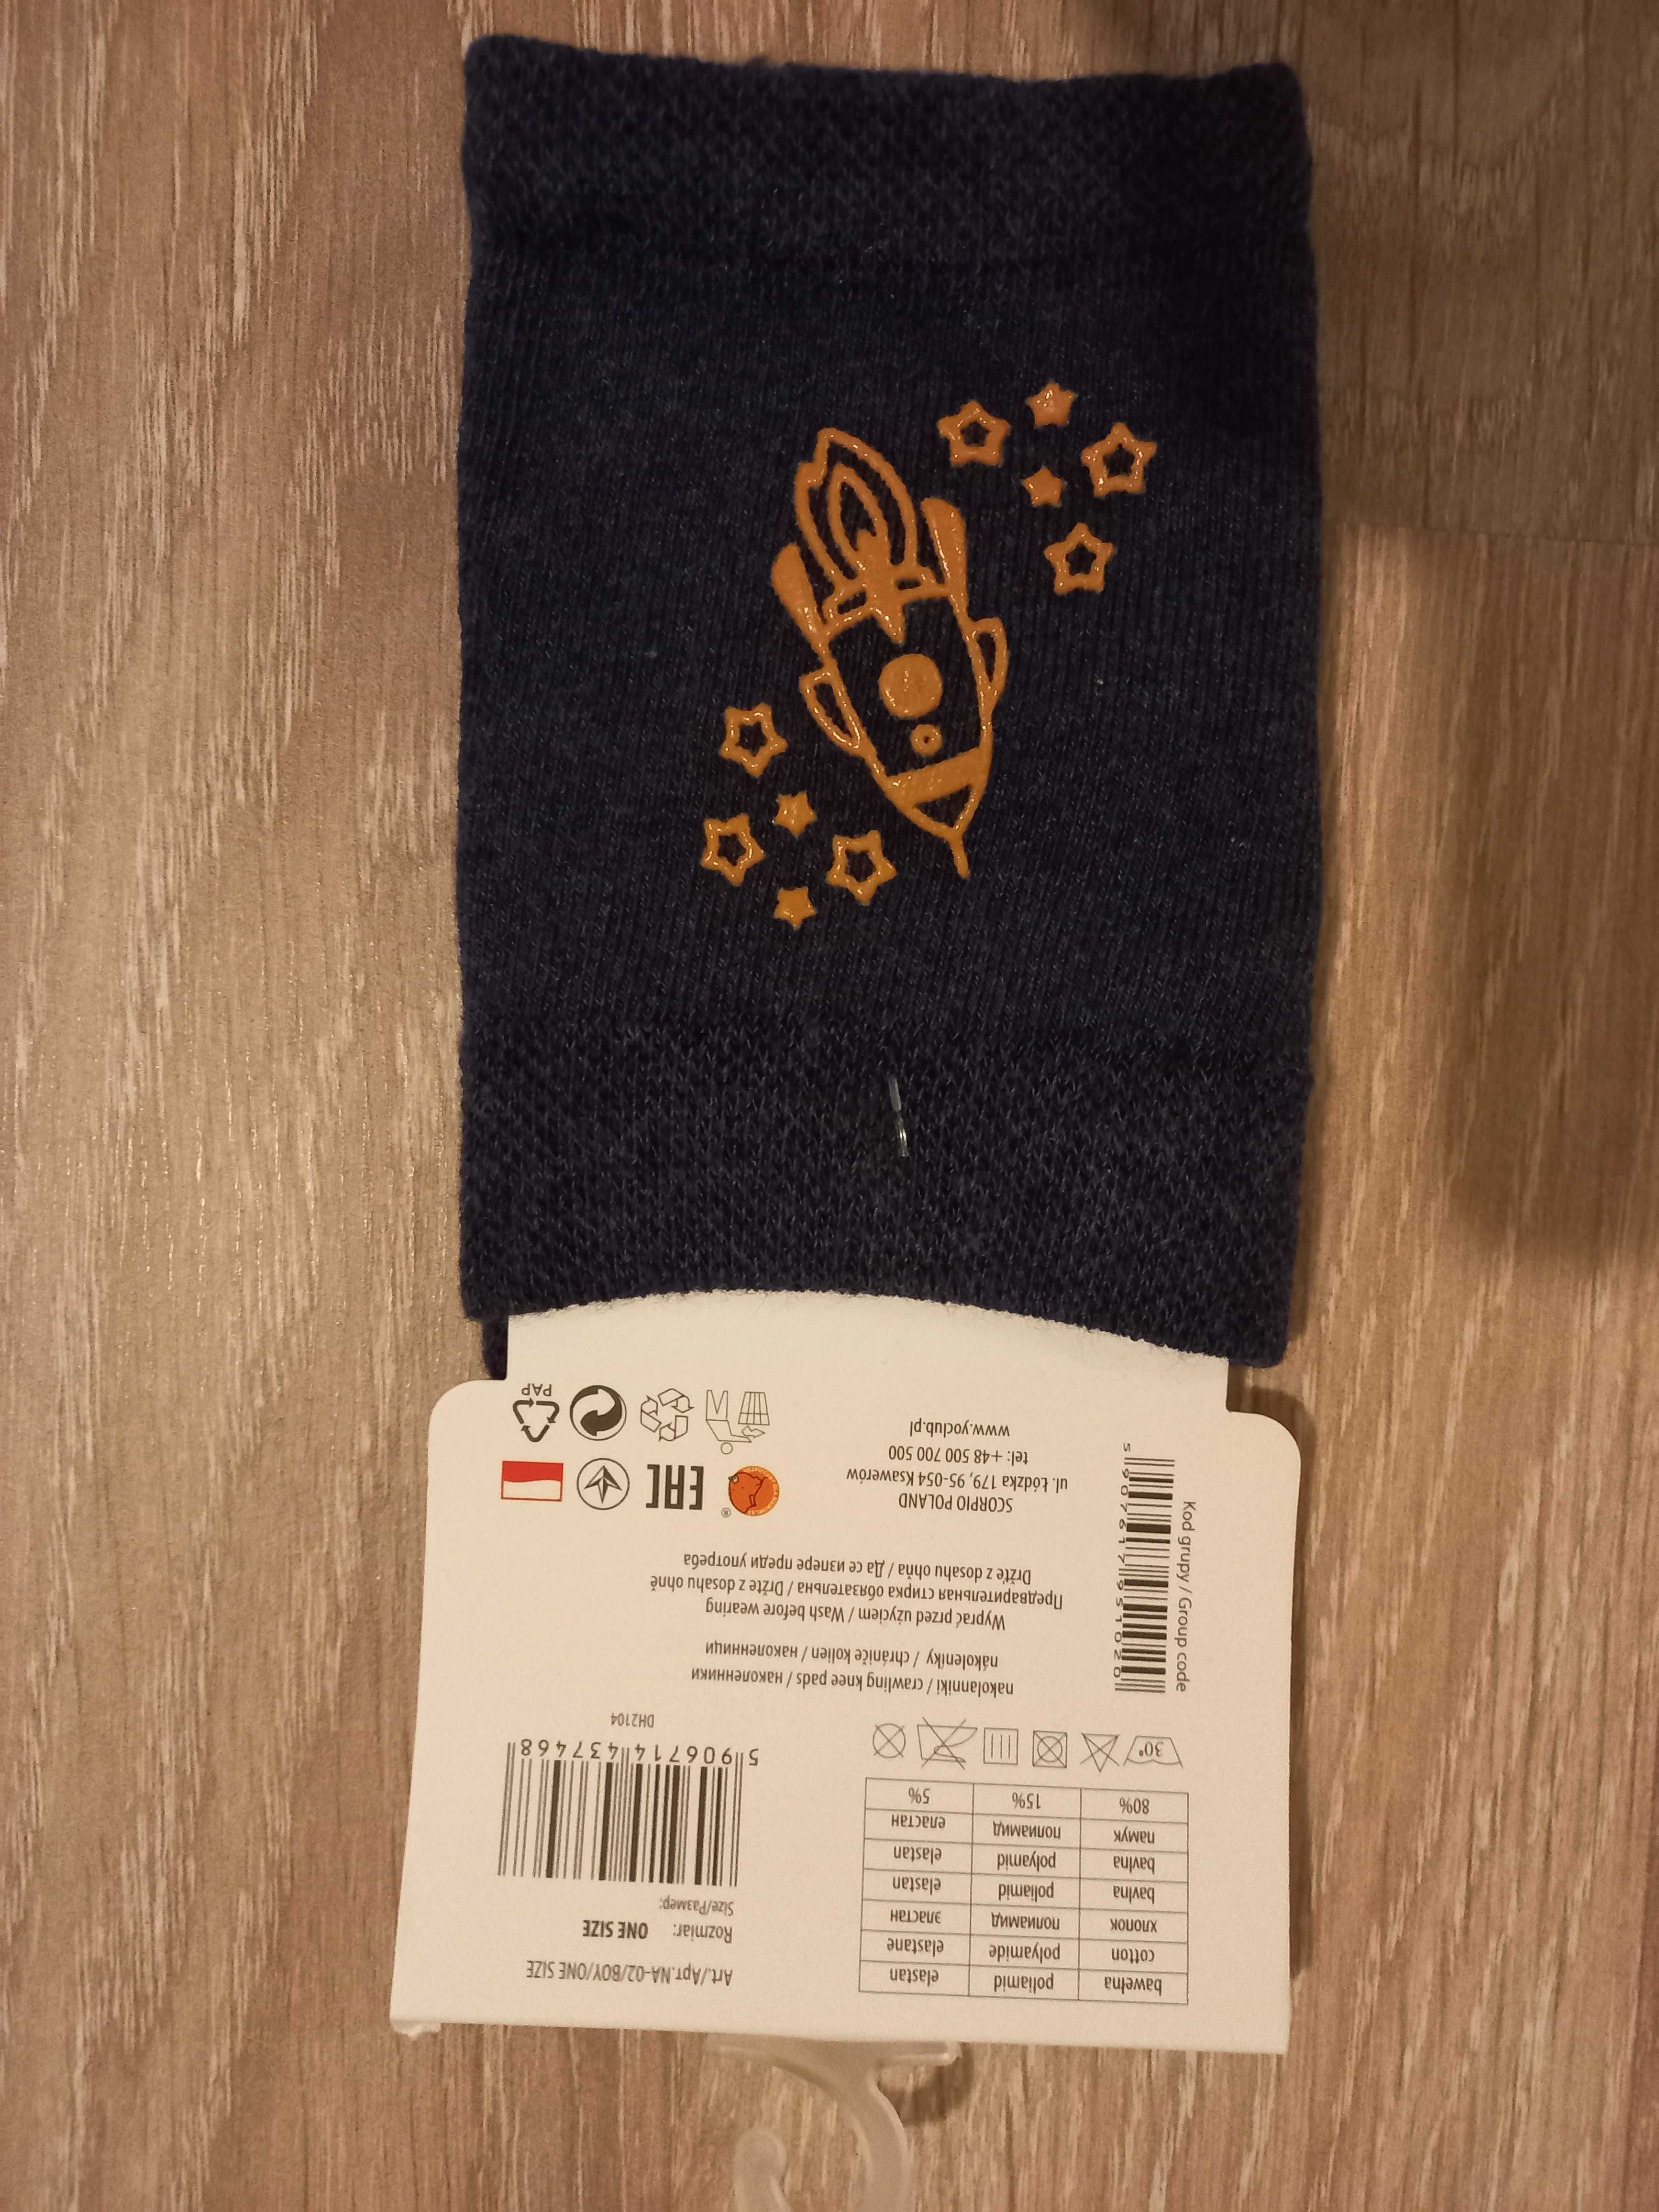 bawełna poliamid elastan
cotton polyamide elastane
хлопок полиамид эластан
bavlna poliamid elastan
bavlna polyamid elastan
памук полиамид еластан
80% 15% 5%
30°
Art./Арт.NA-02/BOY/ONE SIZE
Rozmiar: ONE SIZE
Size/Размер:
5 906714 437468
DH2104
nakolanniki / crawling knee pads / наколенники
nákoleníky / chrániče kolien / наколенници
Wyprać przed użyciem / Wash before wearing
Предварительная стирка обязательна / Držte z dosahu ohně
Držte z dosahu ohňa / Да се изпере преди употреба
Kod grupy / Group code
5907617951020
SCORPIO POLAND
ul. Łódzka 179, 95-054 Ksawerów
tel: +48 500 700 500
www.yoclub.pl
®
EAC
PAP